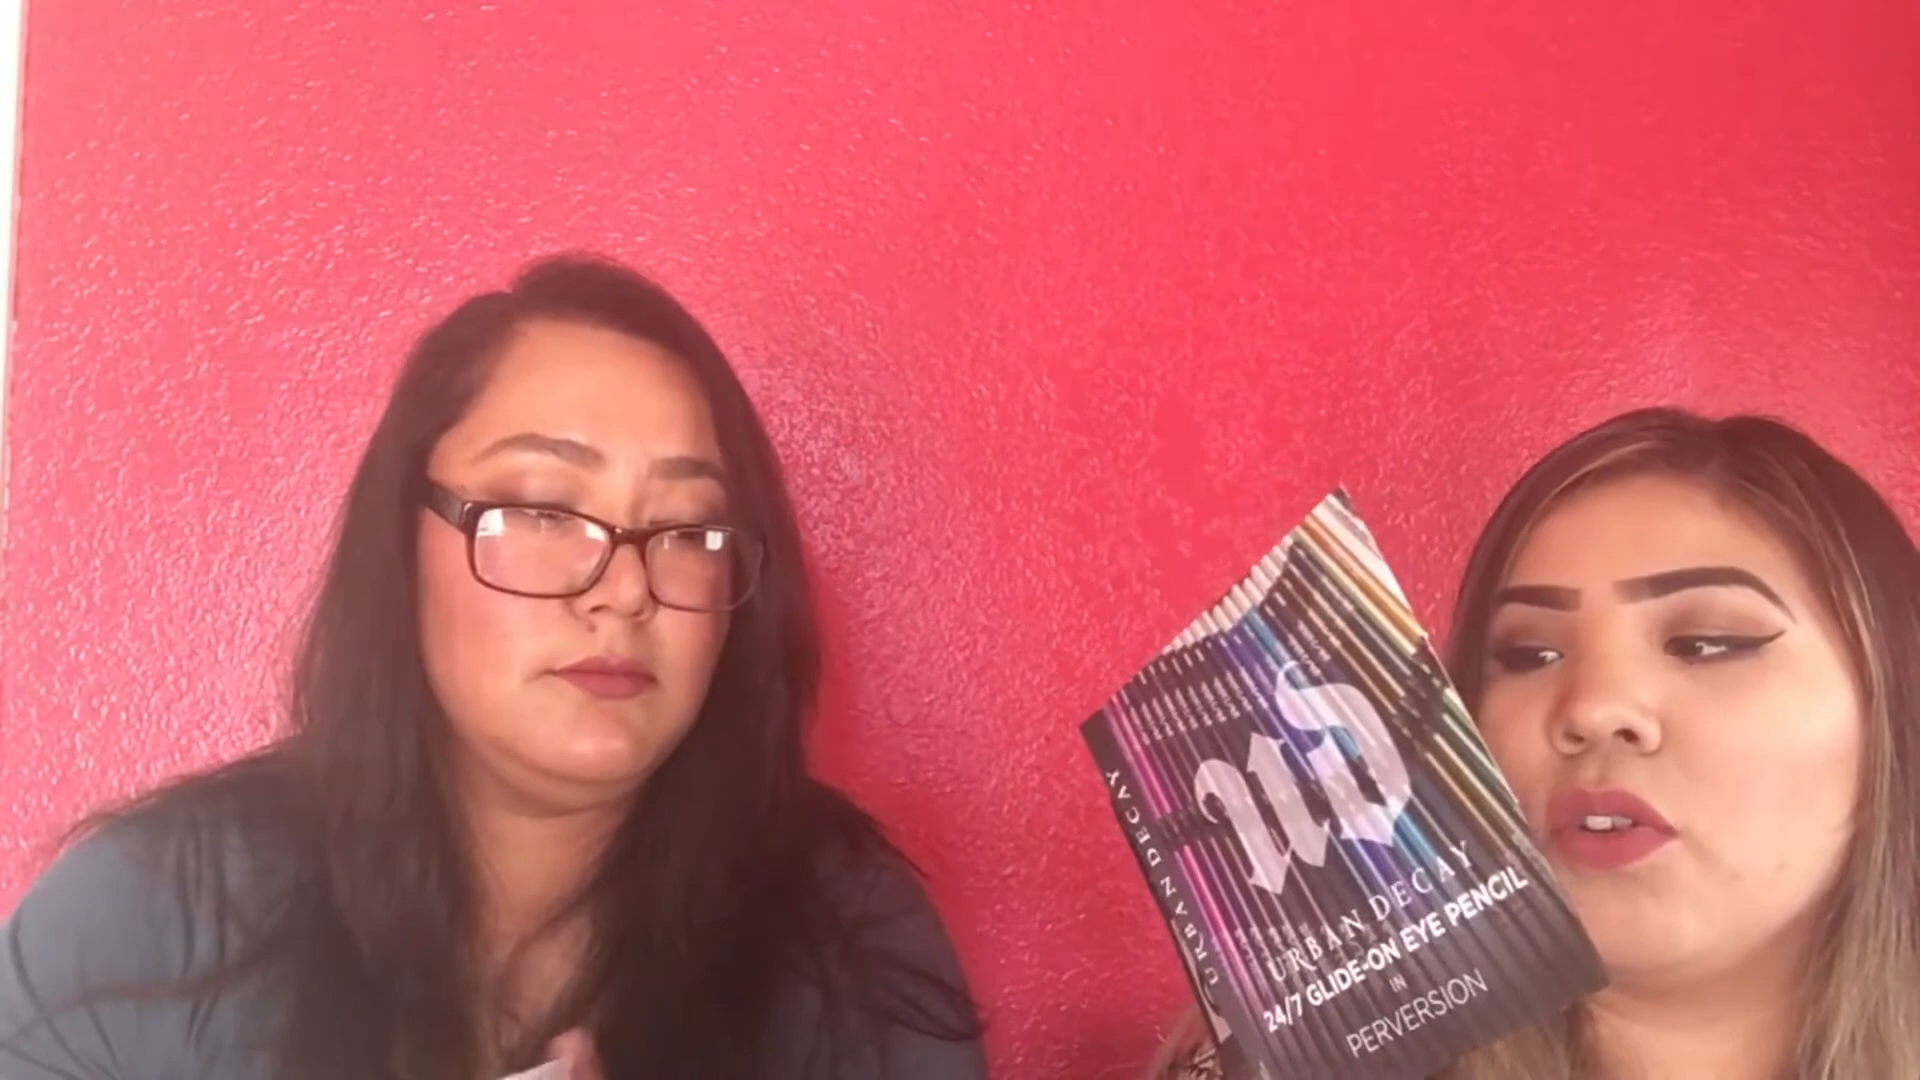 URBAN DECAY
UD
URBAN DECAY
24/7 GLIDE-ON EYE PENCIL
IN
PERVERSION